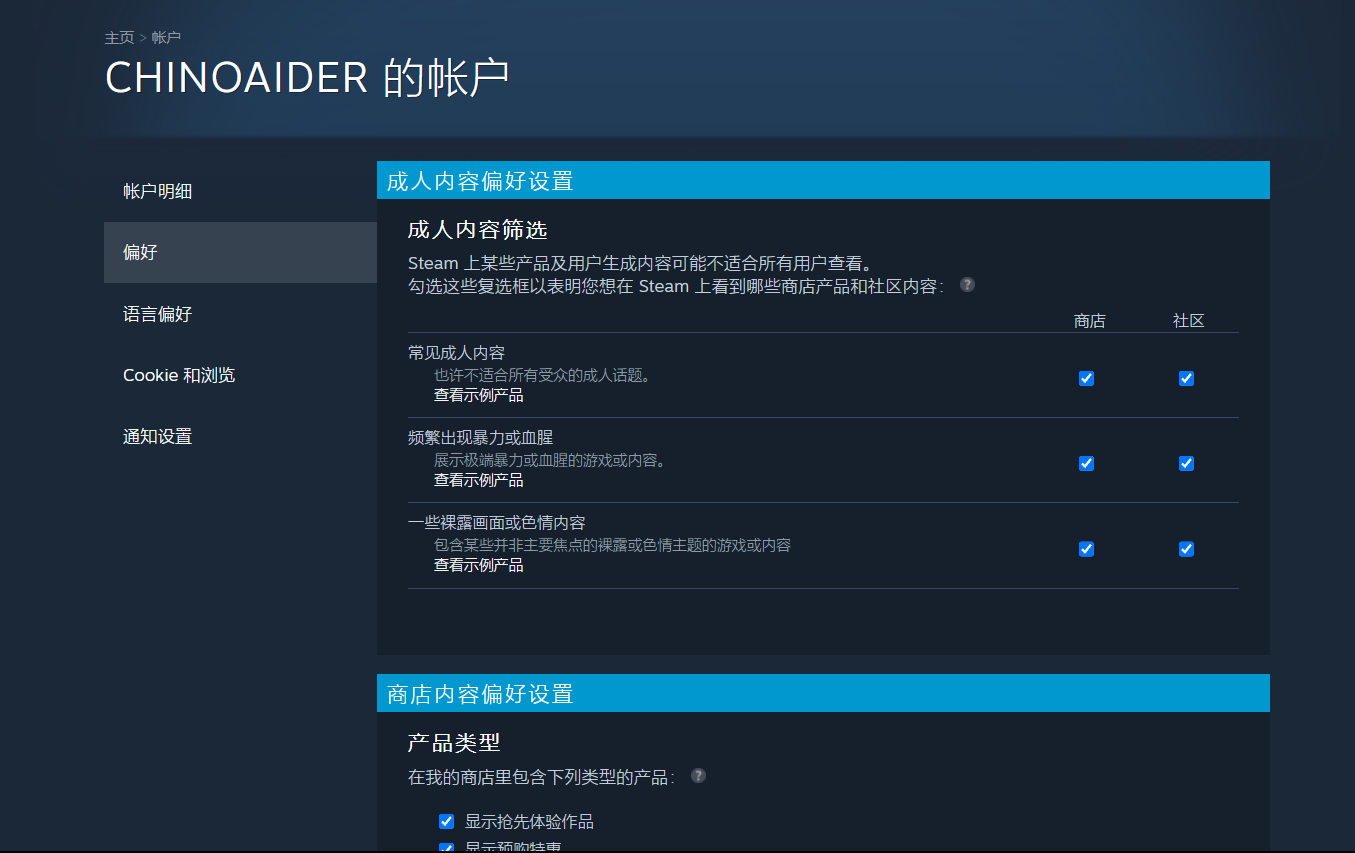 主页 > 帐户
CHINOAIDER 的帐户
帐户明细
偏好
语言偏好
Cookie 和浏览
通知设置
成人内容偏好设置
成人内容筛选
Steam 上某些产品及用户生成内容可能不适合所有用户查看。
勾选这些复选框以表明您想在 Steam 上看到哪些商店产品和社区内容： ?
商店 社区
常见成人内容
也许不适合所有受众的成人话题。
查看示例产品
频繁出现暴力或血腥
展示极端暴力或血腥的游戏或内容。
查看示例产品
一些裸露画面或色情内容
包含某些并非主要焦点的裸露或色情主题的游戏或内容
查看示例产品
商店内容偏好设置
产品类型
在我的商店里包含下列类型的产品： ?
显示抢先体验作品
显示预购特惠